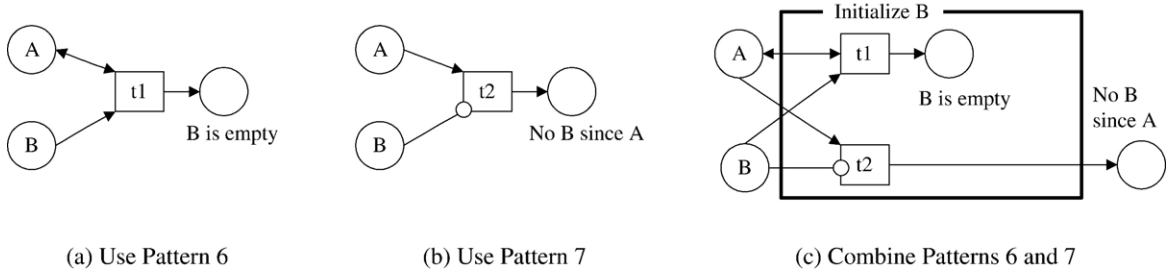 A
t1
B
B is empty
(a) Use Pattern 6
A
t2
B
No B since A
(b) Use Pattern 7
Initialize B
A
t1
B is empty
No B
since A
B
t2
(c) Combine Patterns 6 and 7